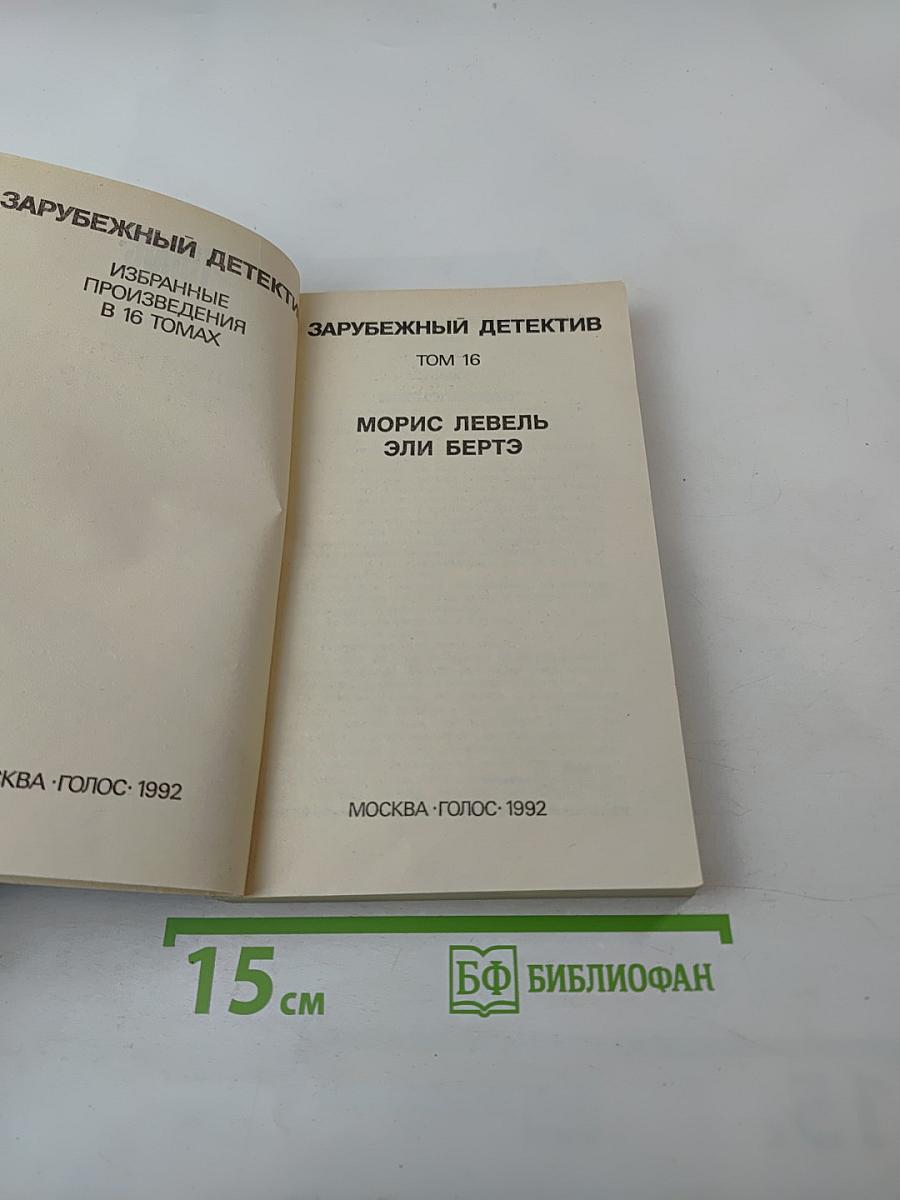 ЗАРУБЕЖНЫЙ ДЕТЕКТИ
ИЗБРАННЫЕ
ПРОИЗВЕДЕНИЯ
В 16 ТОМАХ
СКВА·ГОЛОС·1992
ЗАРУБЕЖНЫЙ ДЕТЕКТИВ
ТОМ 16
МОРИС ЛЕВЕЛЬ
ЭЛИ БЕРТЭ
МОСКВА·ГОЛОС·1992
15 см
БФ БИБЛИОФАН